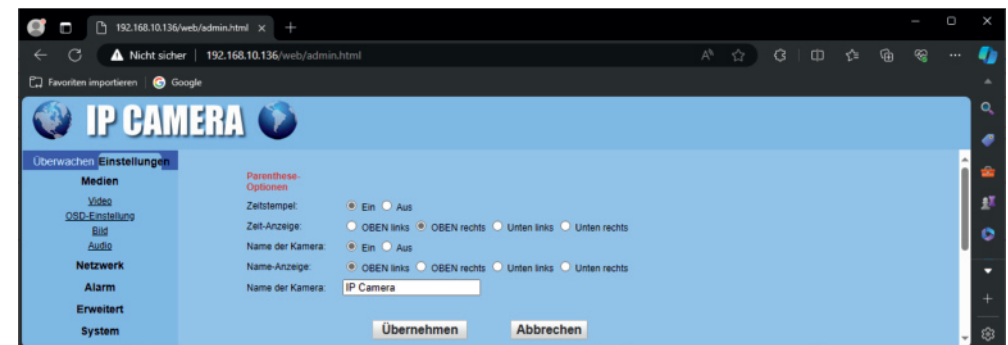 192.168.10.136/web/admin.html
Nicht sicher | 192.168.10.136/web/admin.html
Favoriten importieren | Google
IP CAMERA
Überwachen Einstellungen
Medien
Video
OSD-Einstellung
Bild
Audio
Netzwerk
Alarm
Erweitert
System
Parenthese-
Optionen
Zeitstempel: Ein Aus
Zeit-Anzeige: OBEN links OBEN rechts Unten links Unten rechts
Name der Kamera: Ein Aus
Name-Anzeige: OBEN links OBEN rechts Unten links Unten rechts
Name der Kamera: IP Camera
Übernehmen Abbrechen